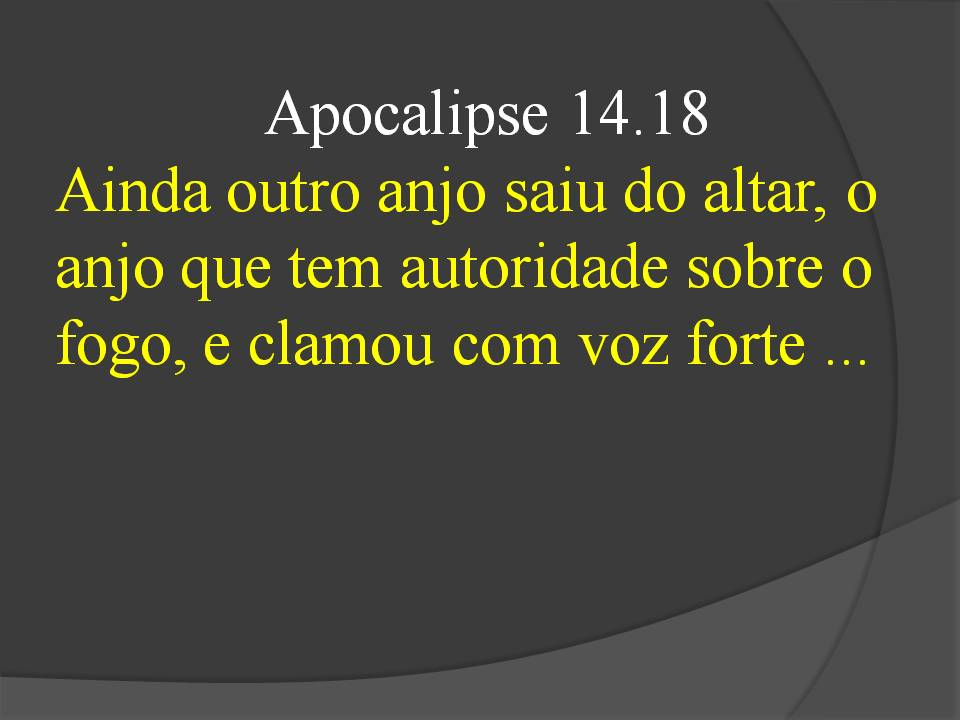 Apocalipse 14.18
Ainda outro anjo saiu do altar, o
anjo que tem autoridade sobre o
fogo, e clamou com voz forte ...